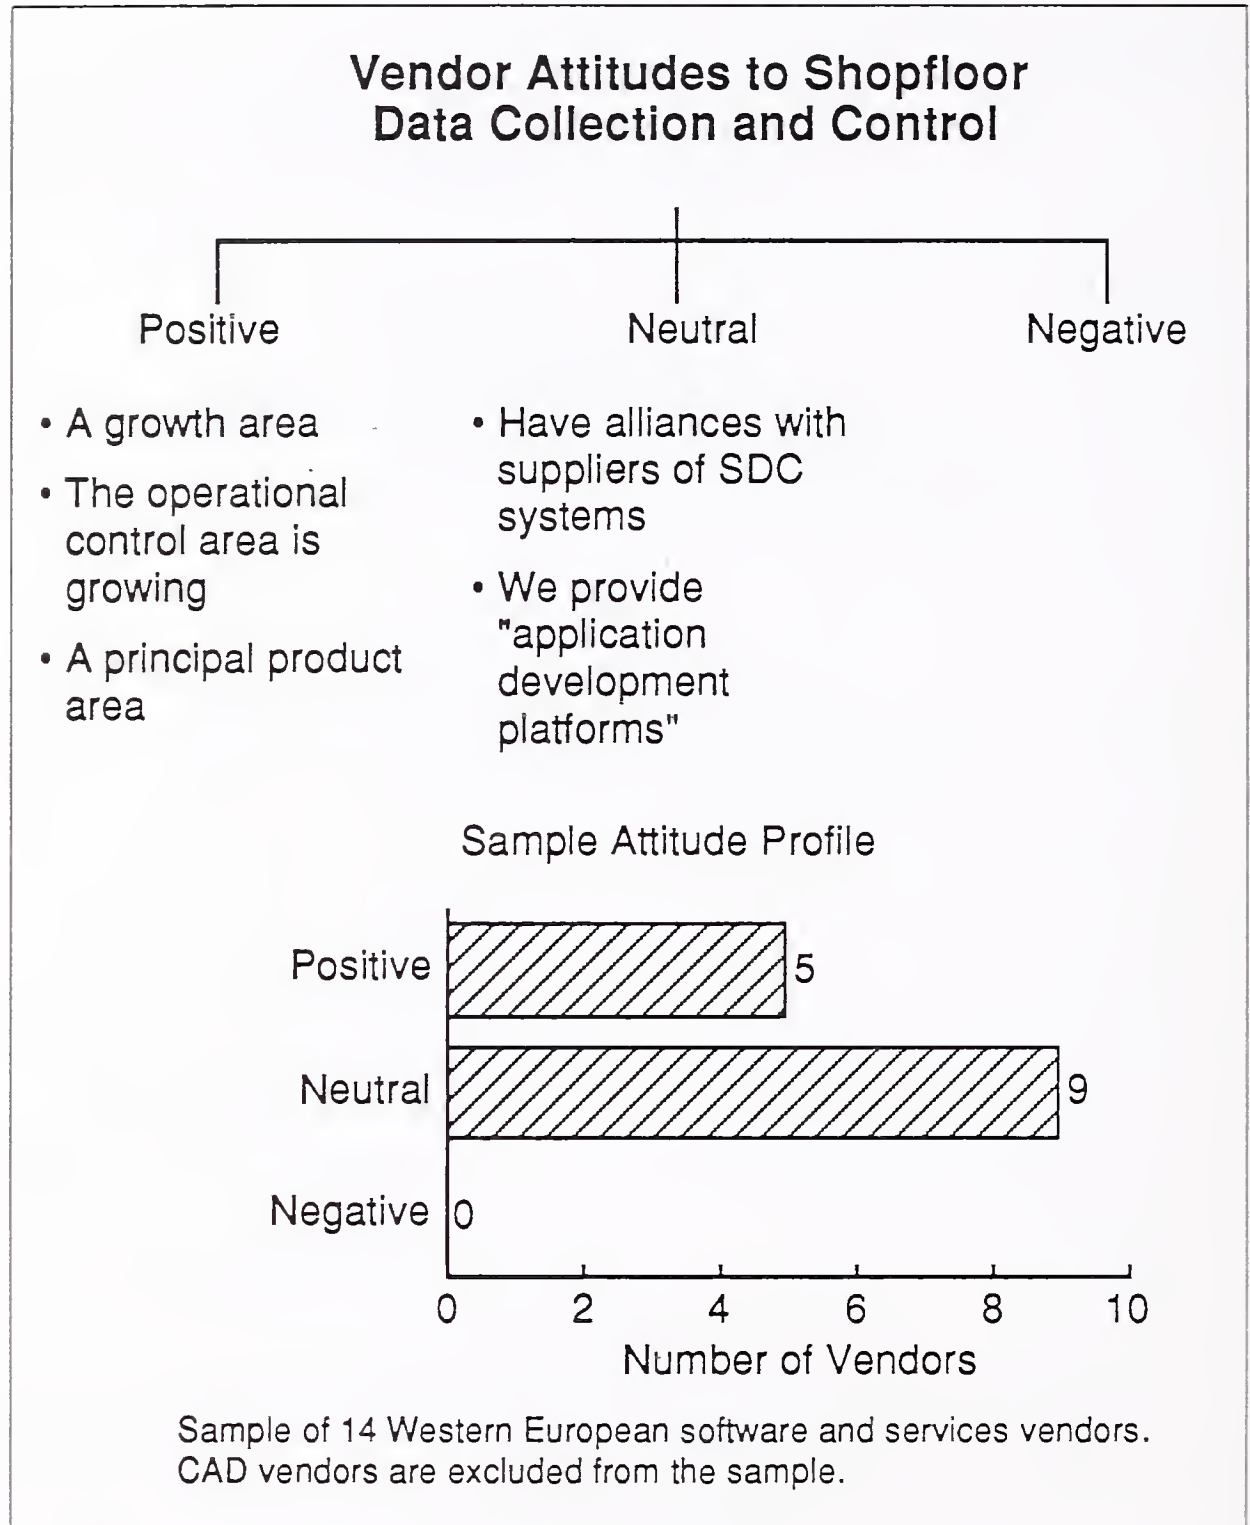 Vendor Attitudes to Shopfloor
Data Collection and Control
Positive
Neutral
Negative
• A growth area
• The operational
control area is
growing
• A principal product
area
• Have alliances with
suppliers of SDC
systems
• We provide
"application
development
platforms"
Sample Attitude Profile
Positive
5
Neutral
9
Negative
0
0 2 4 6 8 10
Number of Vendors
Sample of 14 Western European software and services vendors.
CAD vendors are excluded from the sample.